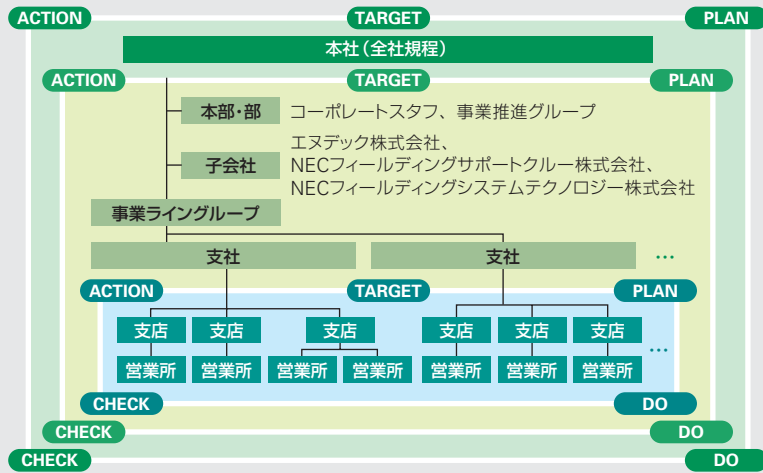 ACTION TARGET PLAN
本社（全社規程）
ACTION TARGET PLAN
本部・部 コーポレートスタッフ、事業推進グループ
エヌデック株式会社、
子会社 NECフィールディングサポートクルー株式会社、
NECフィールディングシステムテクノロジー株式会社
事業ライングループ
支社 支社 …
ACTION TARGET PLAN
支店 支店 支店 支店 支店 支店
…
営業所 営業所 営業所 営業所 営業所 営業所 営業所
CHECK DO
CHECK DO
CHECK DO